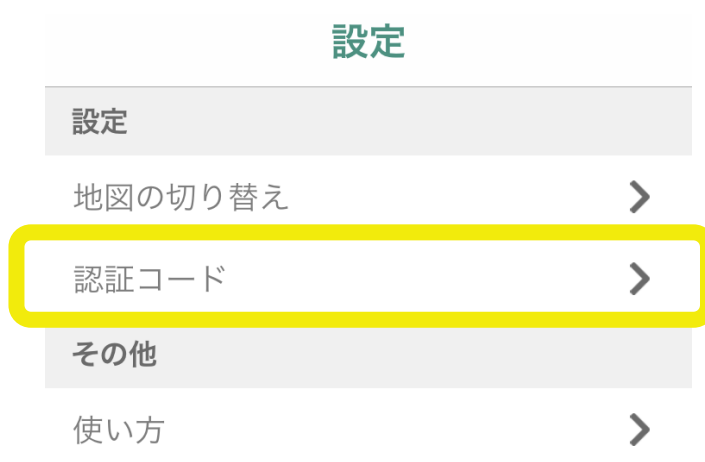 設定
設定
地図の切り替え
認証コード
その他
使い方